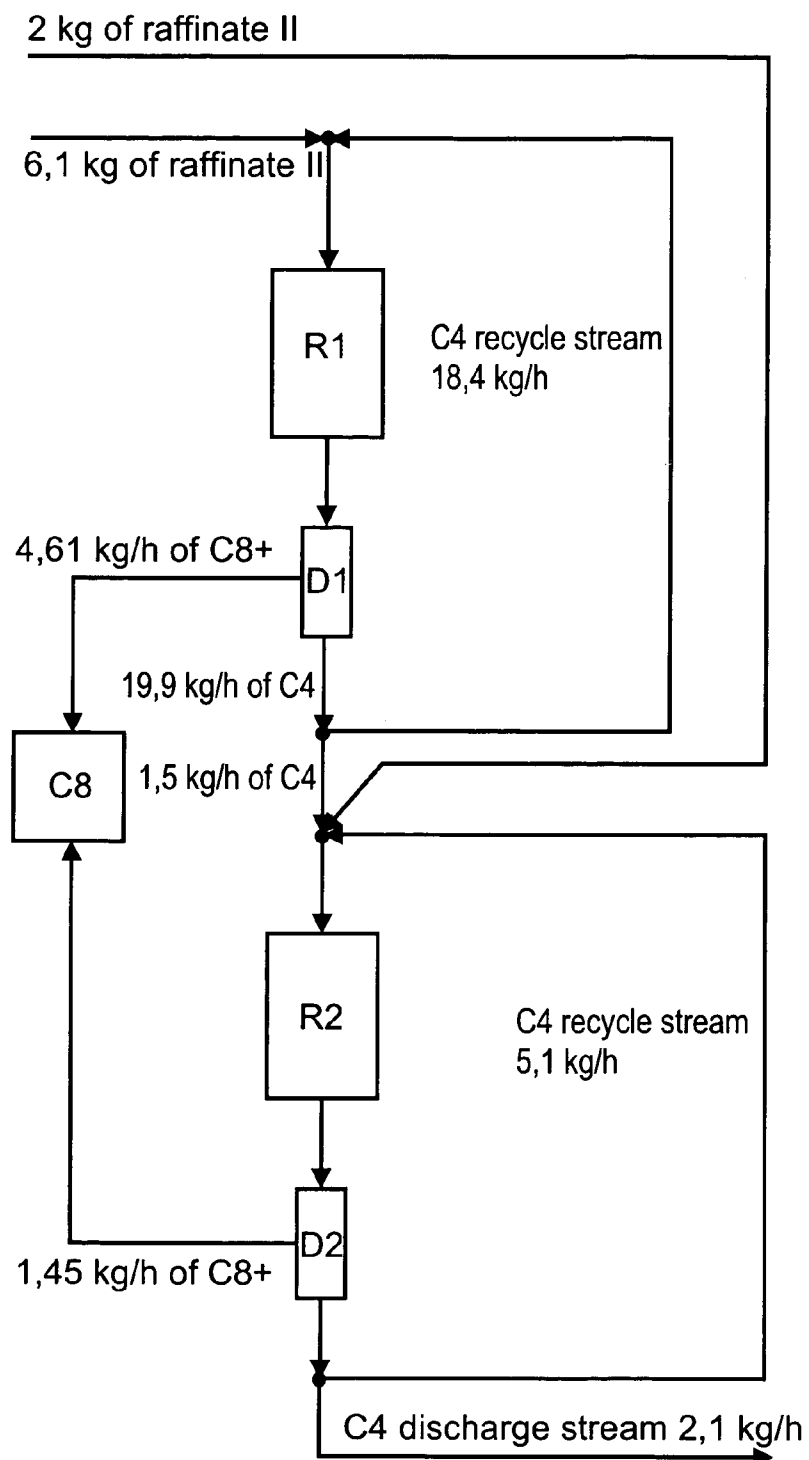 2 kg of raffinate II
6,1 kg of raffinate II
R1
C4 recycle stream
18,4 kg/h
4,61 kg/h of C8+
D1
19,9 kg/h of C4
C8
1,5 kg/h of C4
R2
C4 recycle stream
5,1 kg/h
D2
1,45 kg/h of C8+
C4 discharge stream 2,1 kg/h